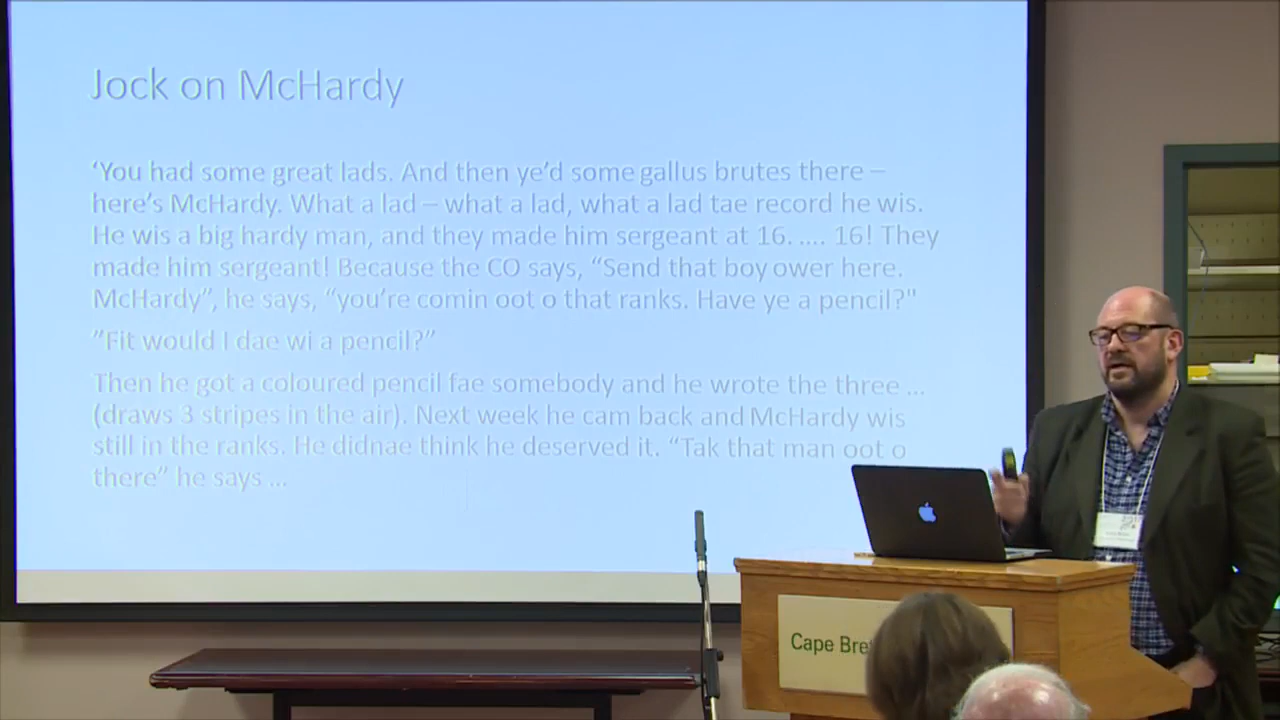 Jock on McHardy
‘You had some great lads. And then ye’d some gallus brutes there –
here’s McHardy. What a lad – what a lad, what a lad tae record he wis.
He wis a big hardy man, and they made him sergeant at 16. …. 16! They
made him sergeant! Because the CO says, “Send that boy ower here.
McHardy”, he says, “you’re comin oot o that ranks. Have ye a pencil?"
”Fit would I dae wi a pencil?”
Then he got a coloured pencil fae somebody and he wrote the three …
(draws 3 stripes in the air). Next week he cam back and McHardy wis
still in the ranks. He didnae think he deserved it. “Tak that man oot o
there” he says …
Cape